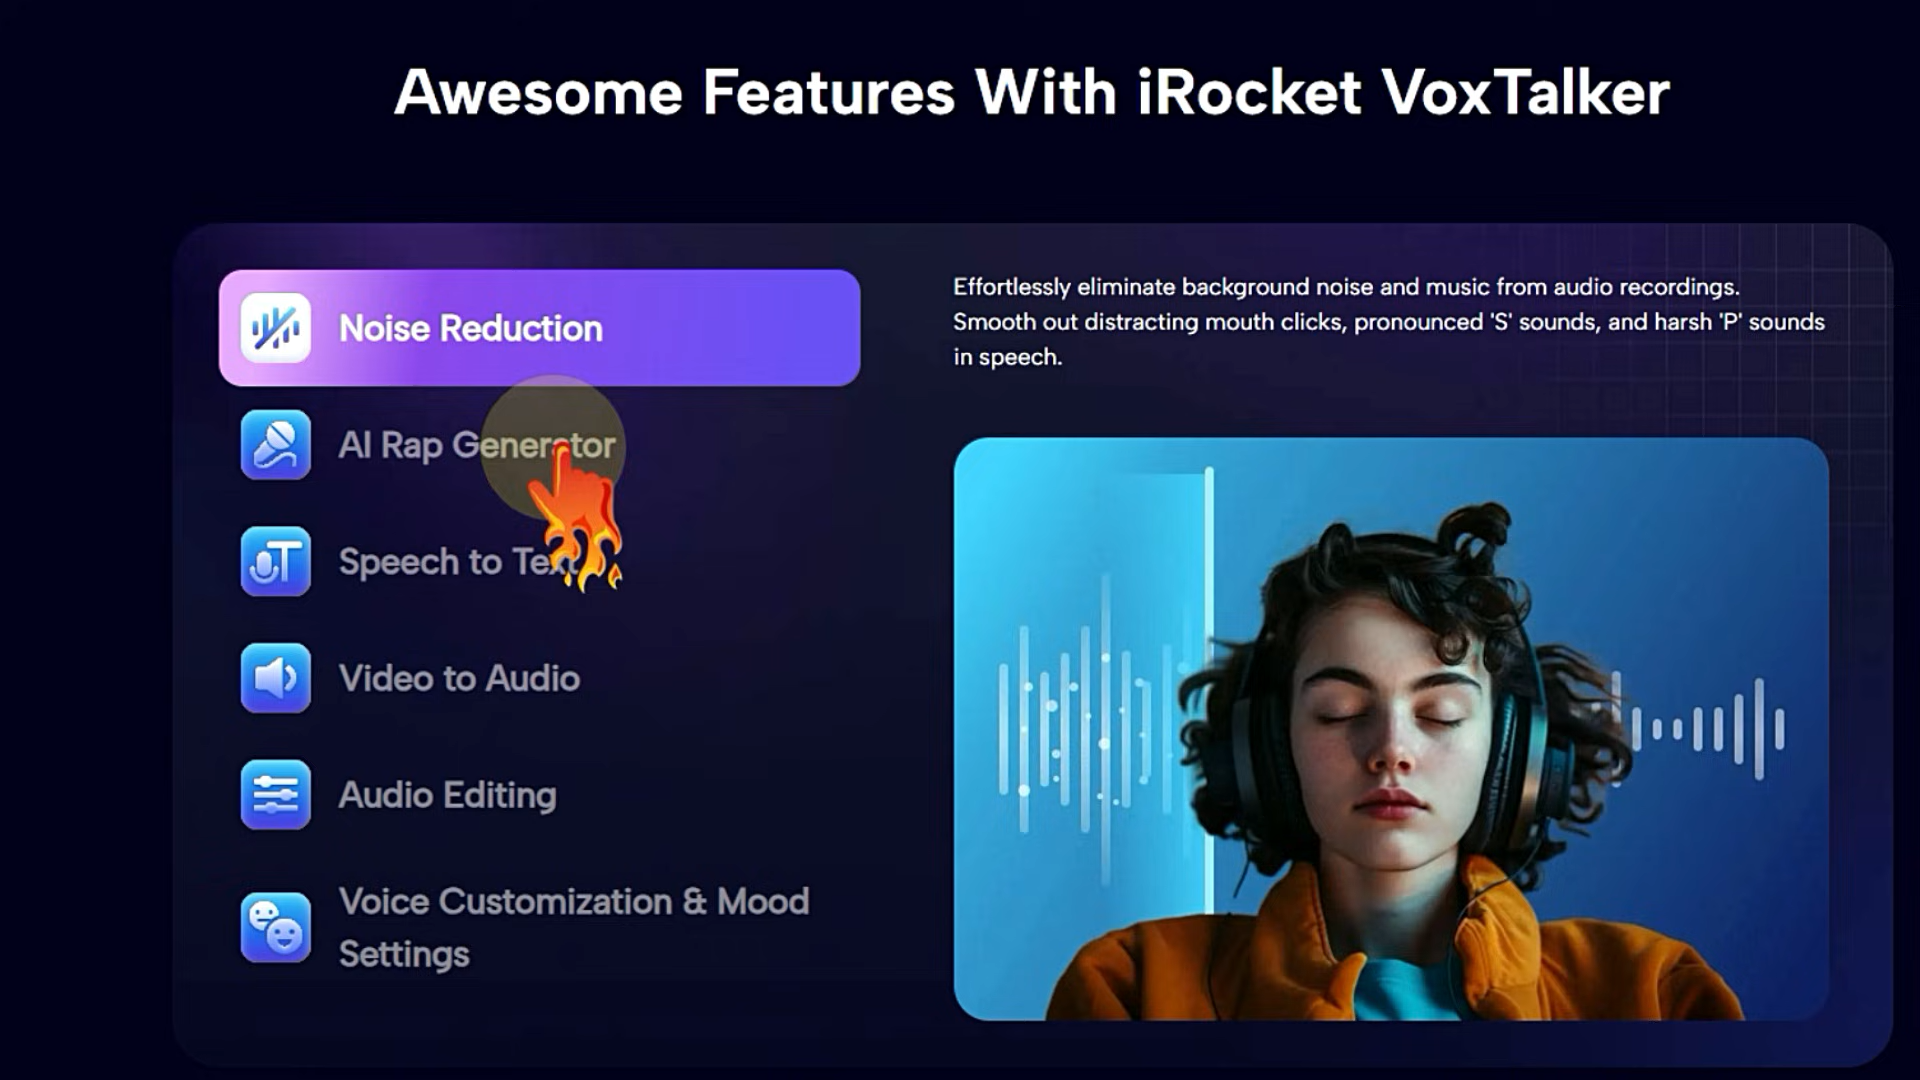 Awesome Features With iRocket VoxTalker
Noise Reduction
AI Rap Generator
Speech to Text
Video to Audio
Audio Editing
Voice Customization & Mood
Settings
Effortlessly eliminate background noise and music from audio recordings.
Smooth out distracting mouth clicks, pronounced 'S' sounds, and harsh 'P' sounds
in speech.